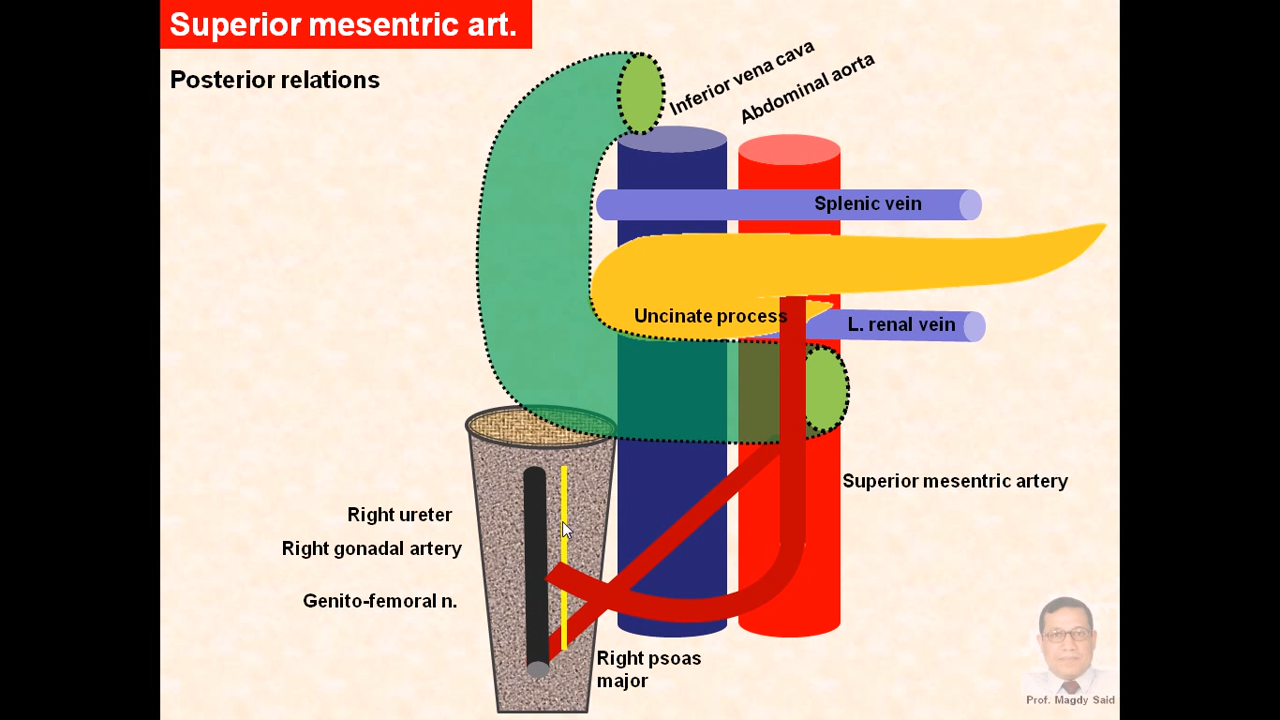 Superior mesentric art.
Posterior relations
Inferior vena cava
Abdominal aorta
Splenic vein
Uncinate process
L. renal vein
Superior mesentric artery
Right ureter
Right gonadal artery
Genito-femoral n.
Right psoas
major
Prof. Magdy Said